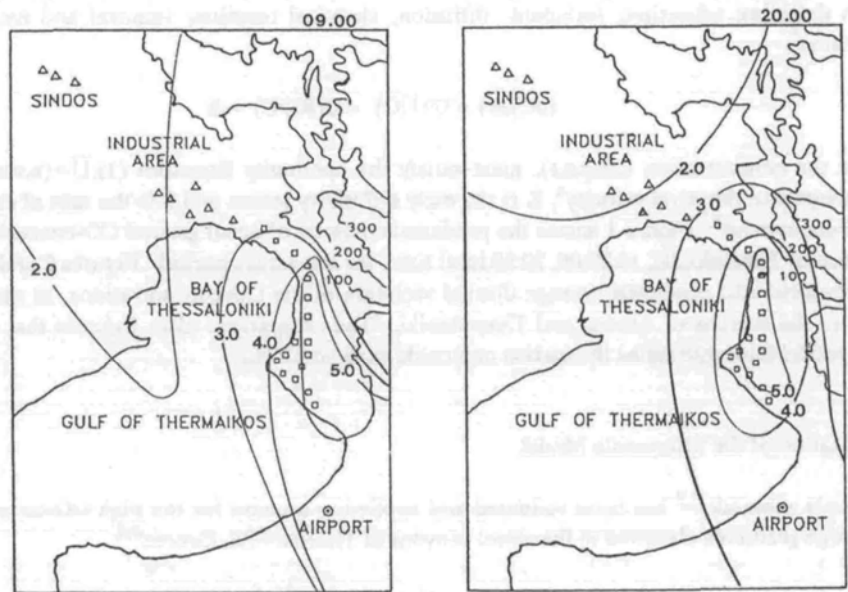 09.00
SINDOS
INDUSTRIAL
AREA
2.0
BAY OF
THESSALONIKI
3.0
4.0
5.0
300
200
100
GULF OF THERMAIKOS
AIRPORT
20.00
SINDOS
INDUSTRIAL
AREA
2.0
3.0
300
200
100
BAY OF
THESSALONIKI
5.0
4.0
GULF OF THERMAIKOS
AIRPORT